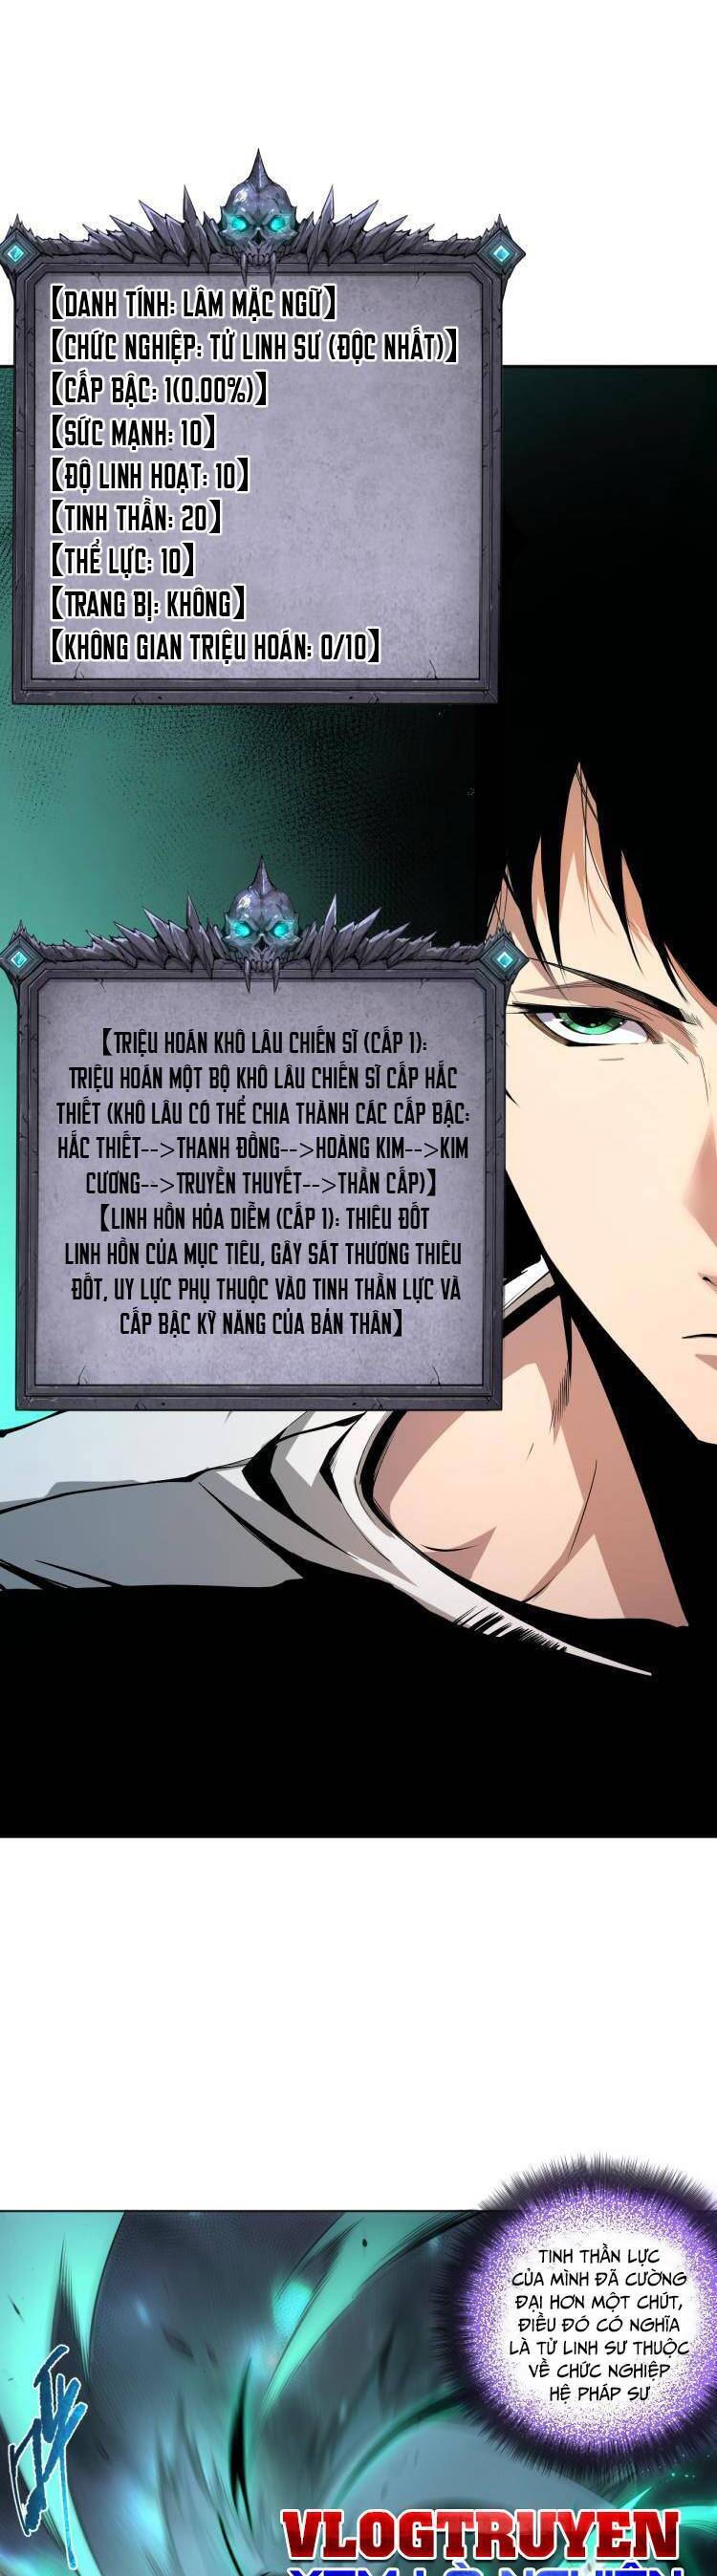 【DANH TÍNH: LÂM MẶC NGỮ】
【CHỨC NGHIỆP: TỬ LINH SƯ (ĐỘC NHẤT)】
【CẤP BẬC: 1(0.00%)】
【SỨC MẠNH: 10】
【ĐỘ LINH HOẠT: 10】
【TINH THẦN: 20】
【THỂ LỰC: 10】
【TRANG BỊ: KHÔNG】
【KHÔNG GIAN TRIỆU HOÁN: 0/10】
【TRIỆU HOÁN KHÔ LÂU CHIẾN SĨ (CẤP 1):
TRIỆU HOÁN MỘT BỘ KHÔ LÂU CHIẾN SĨ CẤP HẮC
THIẾT (KHÔ LÂU CÓ THỂ CHIA THÀNH CÁC CẤP BẬC:
HẮC THIẾT-->THANH ĐỒNG-->HOÀNG KIM-->KIM
CƯƠNG-->TRUYỀN THUYẾT-->THẦN CẤP)】
【LINH HỒN HỎA DIỄM (CẤP 1): THIÊU ĐỐT
LINH HỒN CỦA MỤC TIÊU, GÂY SÁT THƯƠNG THIÊU
ĐỐT, UY LỰC PHỤ THUỘC VÀO TINH THẦN LỰC VÀ
CẤP BẬC KỸ NĂNG CỦA BẢN THÂN】
TINH THẦN LỰC
CỦA MÌNH ĐÃ CƯỜNG
ĐẠI HƠN MỘT CHÚT,
ĐIỀU ĐÓ CÓ NGHĨA
LÀ TỬ LINH SƯ THUỘC
VỀ CHỨC NGHIỆP
HỆ PHÁP SƯ
VLOGTRUYEN
XEM LÀ NGHIỆN